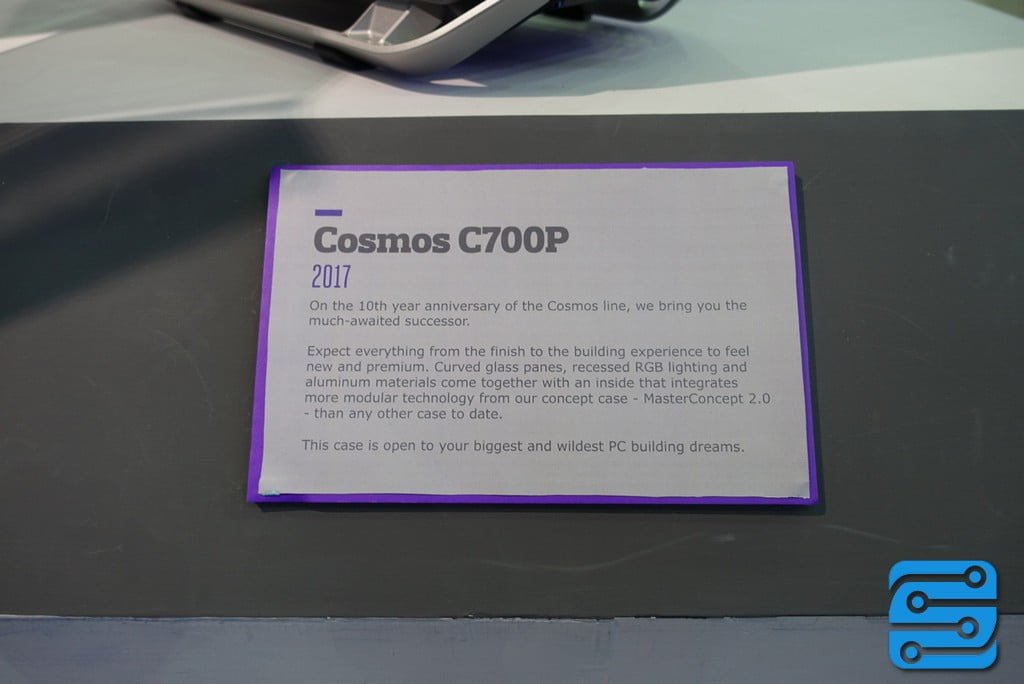 Cosmos C700P
2017
On the 10th year anniversary of the Cosmos line, we bring you the
much-awaited successor.
Expect everything from the finish to the building experience to feel
new and premium. Curved glass panes, recessed RGB lighting and
aluminum materials come together with an inside that integrates
more modular technology from our concept case - MasterConcept 2.0
- than any other case to date.
This case is open to your biggest and wildest PC building dreams.